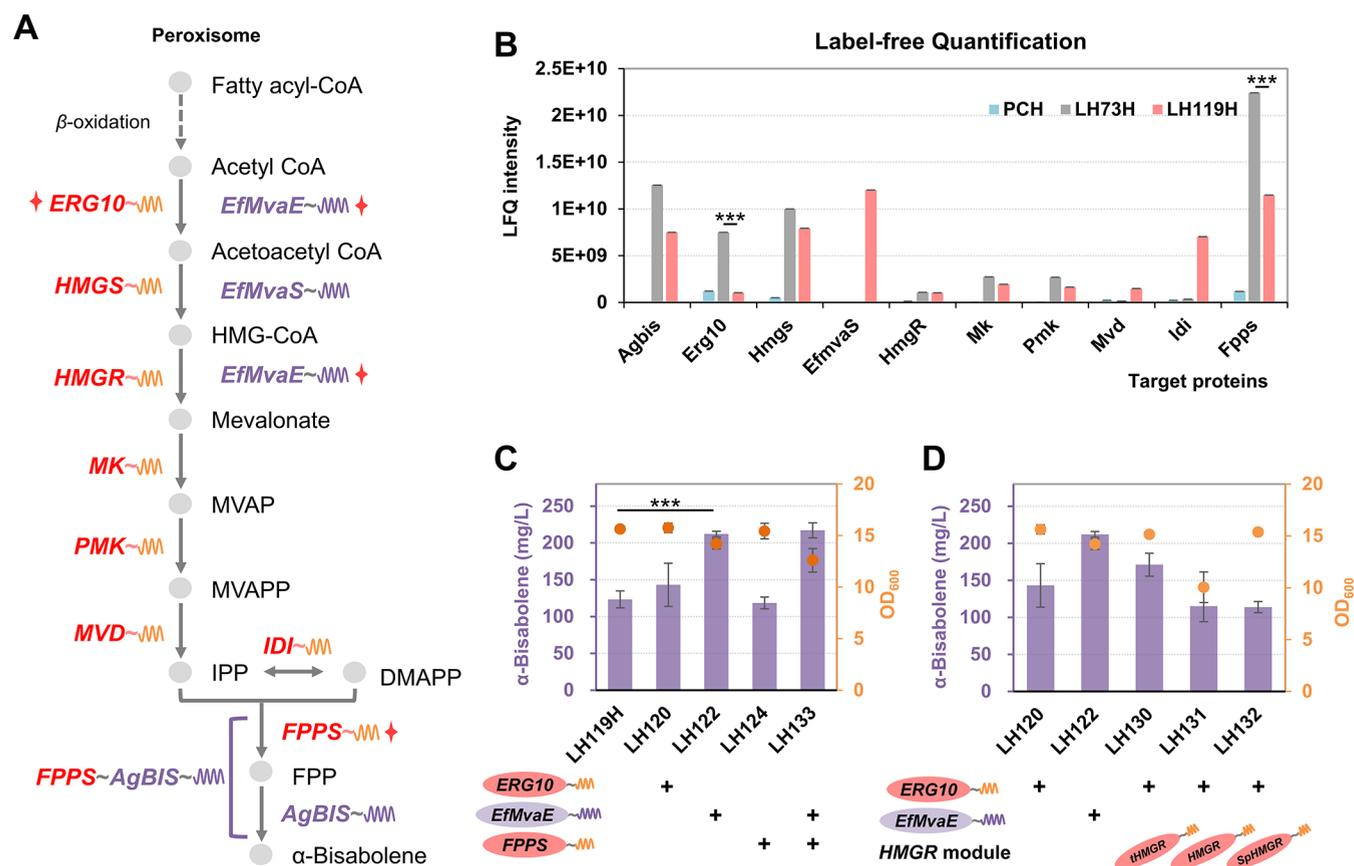 A
Peroxisome
Fatty acyl-CoA
β-oxidation
Acetyl CoA
ERG10~
EfMvaE~
Acetoacetyl CoA
HMGS~
EfMvaS~
HMG-CoA
HMGR~
EfMvaE~
Mevalonate
MK~
MVAP
PMK~
MVAPP
MVD~
IDI~
IPP
DMAPP
FPPS~
FPPS~AgBIS~
FPP
AgBIS~
α-Bisabolene
B
Label-free Quantification
LFQ intensity
2.5E+10
2E+10
1.5E+10
1E+10
5E+09
0
PCH LH73H LH119H
***
***
Agbis Erg10 Hmgs EfmvaS HmgR Mk Pmk Mvd Idi Fpps
Target proteins
C
α-Bisabolene (mg/L)
250
200
150
100
50
0
***
20
15
10
5
0
OD600
LH119H LH120 LH122 LH124 LH133
ERG10~ +
EfMvaE~ + +
FPPS~ + +
D
α-Bisabolene (mg/L)
250
200
150
100
50
0
20
15
10
5
0
OD600
LH120 LH122 LH130 LH131 LH132
ERG10~ + + + +
EfMvaE~ +
HMGR module tHMGR HMGR SpHMGR